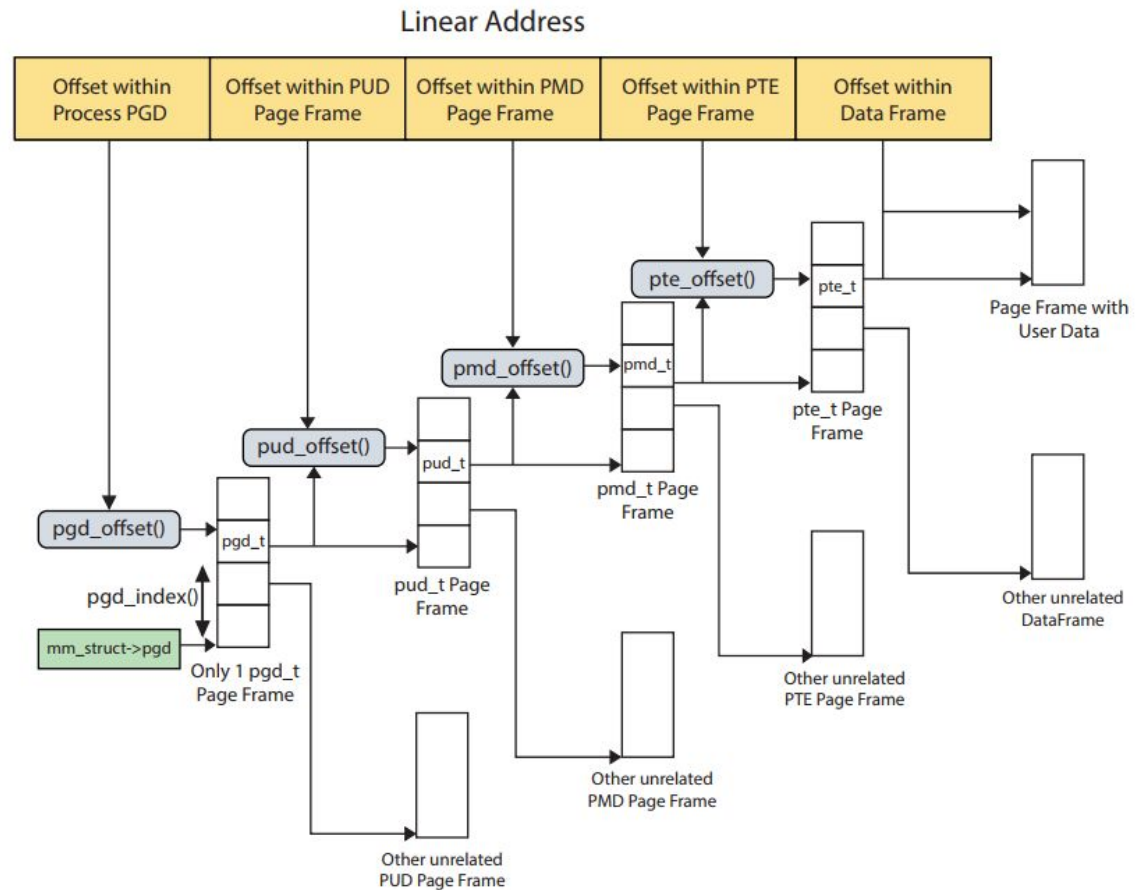 Linear Address
Offset within
Process PGD
Offset within PUD
Page Frame
Offset within PMD
Page Frame
Offset within PTE
Page Frame
Offset within
Data Frame
pte_offset()
pte_t
Page Frame with
User Data
pmd_offset()
pmd_t
pte_t Page
Frame
pud_offset()
pud_t
pmd_t Page
Frame
pgd_offset()
pgd_t
pud_t Page
Frame
pgd_index()
mm_struct->pgd
Only 1 pgd_t
Page Frame
Other unrelated
DataFrame
Other unrelated
PTE Page Frame
Other unrelated
PMD Page Frame
Other unrelated
PUD Page Frame